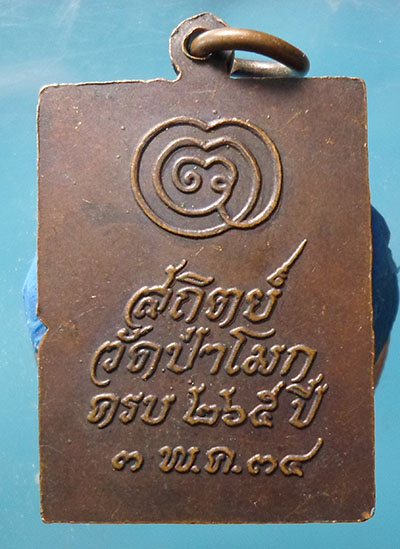 สถิตย์
วัดป่าโมก
ครบ ๒๖๕ ปี
๓ พ.ค.๓๔